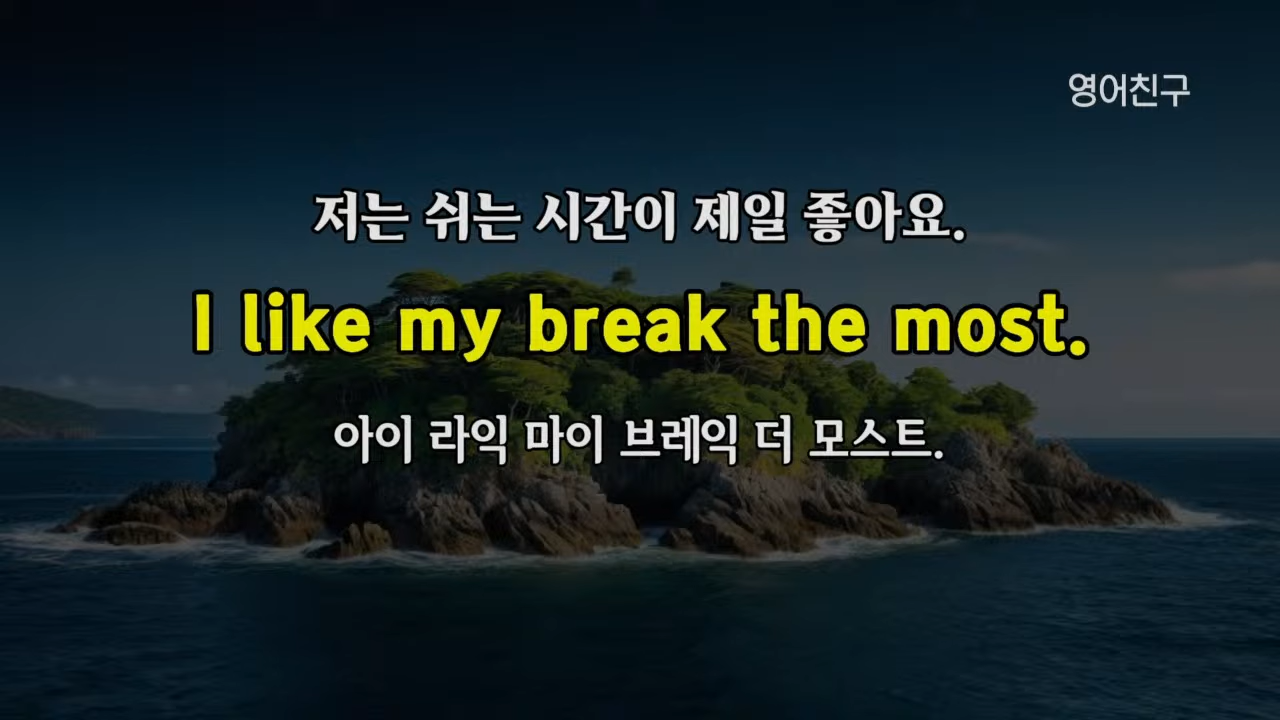 영어친구
저는 쉬는 시간이 제일 좋아요.
I like my break the most.
아이 라익 마이 브레익 더 모스트.